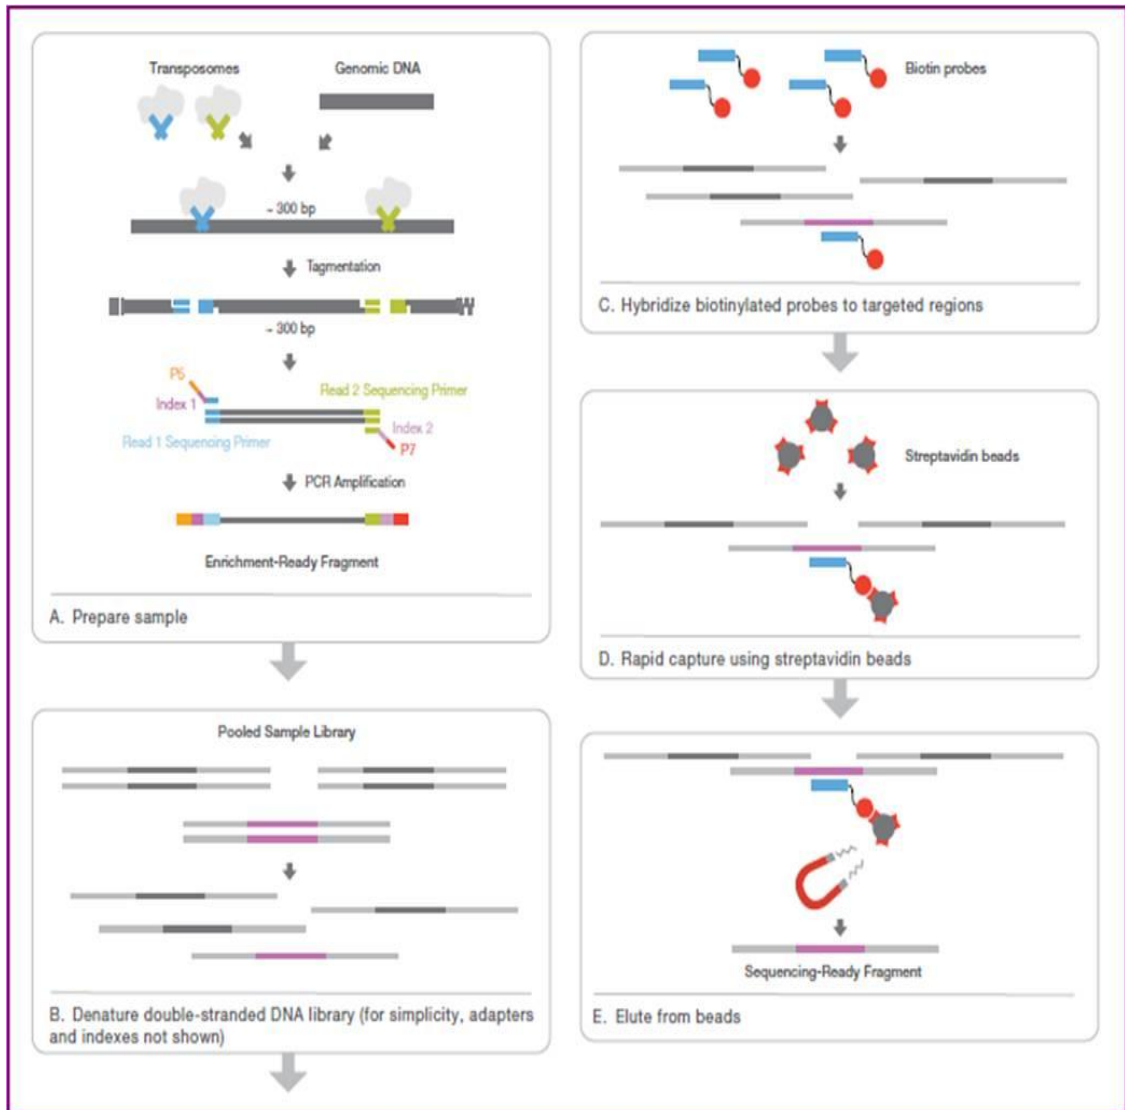 Transposomes
Genomic DNA
~ 300 bp
Tagmentation
~ 300 bp
P5
Index 1
Read 1 Sequencing Primer
Read 2 Sequencing Primer
Index 2
P7
PCR Amplification
Enrichment-Ready Fragment
A. Prepare sample
Pooled Sample Library
B. Denature double-stranded DNA library (for simplicity, adapters
and indexes not shown)
Biotin probes
C. Hybridize biotinylated probes to targeted regions
Streptavidin beads
D. Rapid capture using streptavidin beads
Sequencing-Ready Fragment
E. Elute from beads